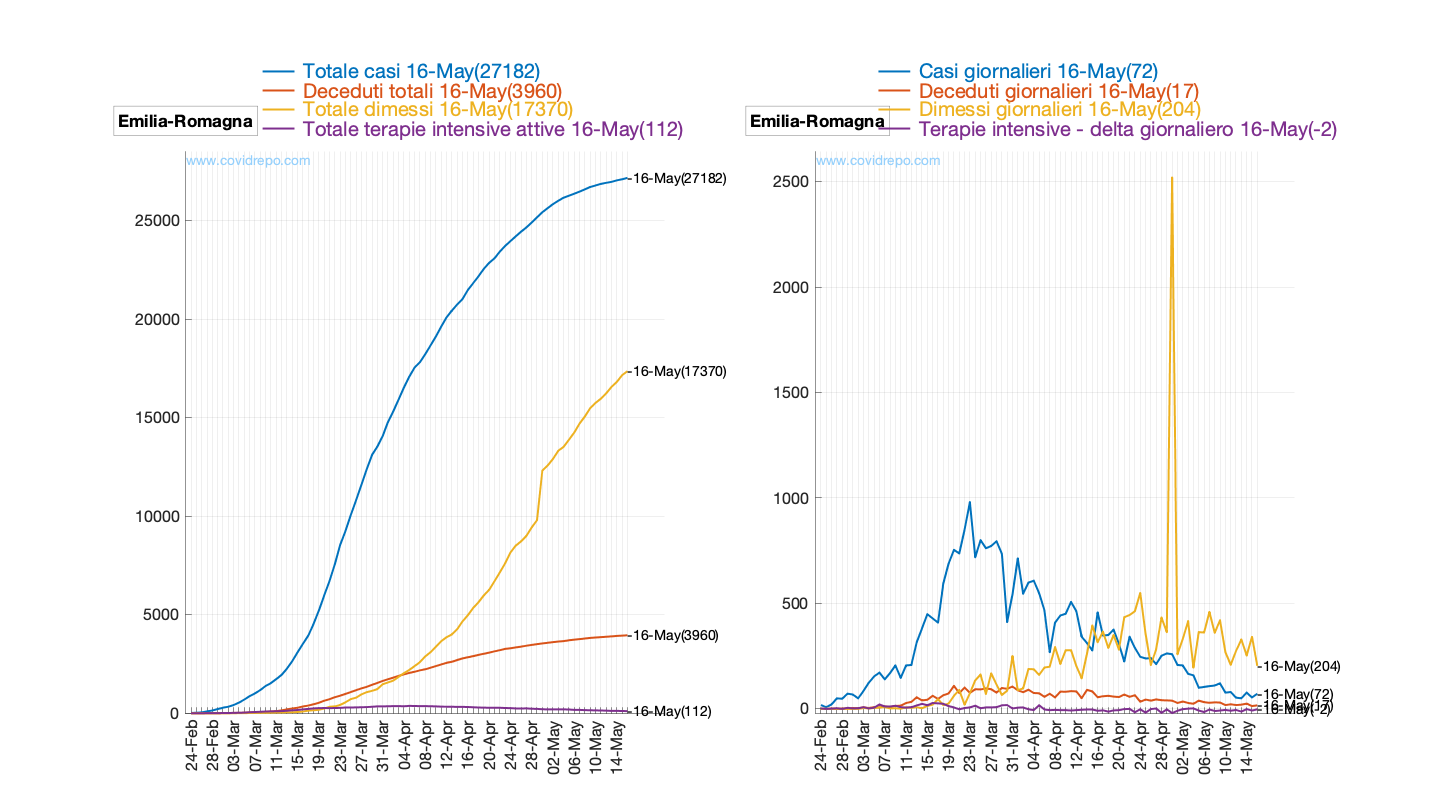 Totale casi 16-May(27182)
Deceduti totali 16-May(3960)
Totale dimessi 16-May(17370)
Totale terapie intensive attive 16-May(112)
Emilia-Romagna
www.covidrepo.com
25000
20000
15000
10000
5000
0
16-May(27182)
16-May(17370)
16-May(3960)
16-May(112)
24-Feb
28-Feb
03-Mar
07-Mar
11-Mar
15-Mar
19-Mar
23-Mar
27-Mar
31-Mar
04-Apr
08-Apr
12-Apr
16-Apr
20-Apr
24-Apr
28-Apr
02-May
06-May
10-May
14-May
Casi giornalieri 16-May(72)
Deceduti giornalieri 16-May(17)
Dimessi giornalieri 16-May(204)
Terapie intensive - delta giornaliero 16-May(-2)
Emilia-Romagna
www.covidrepo.com
2500
2000
1500
1000
500
0
16-May(204)
16-May(72)
16-May(17)
16-May(-2)
24-Feb
28-Feb
03-Mar
07-Mar
11-Mar
15-Mar
19-Mar
23-Mar
27-Mar
31-Mar
04-Apr
08-Apr
12-Apr
16-Apr
20-Apr
24-Apr
28-Apr
02-May
06-May
10-May
14-May